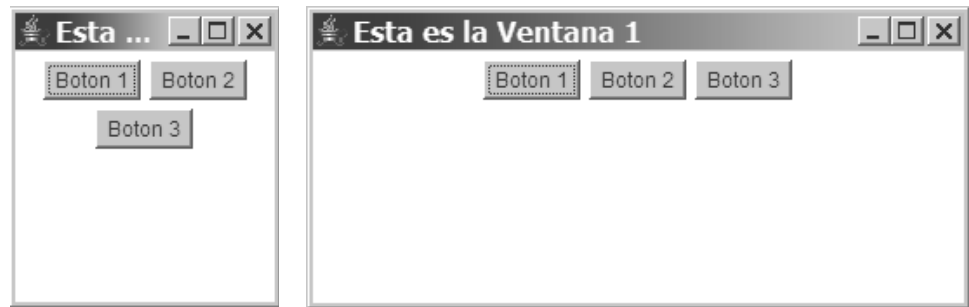 Esta ...
Boton 1 Boton 2
Boton 3
Esta es la Ventana 1
Boton 1 Boton 2 Boton 3